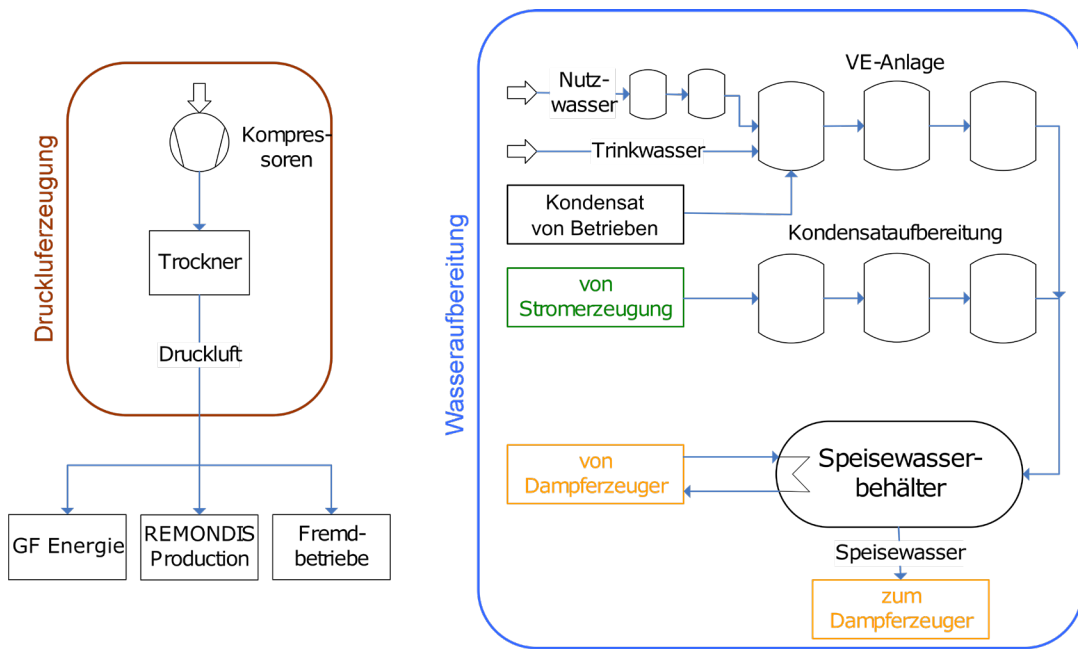 Druckluferzeugung
Kompres-
soren
Trockner
Druckluft
GF Energie
REMONDIS
Production
Fremd-
betriebe
Wasseraufbereitung
VE-Anlage
Nutz-
wasser
Trinkwasser
Kondensat
von Betrieben
Kondensataufbereitung
von
Stromerzeugung
von
Dampferzeuger
Speisewasser-
behälter
Speisewasser
zum
Dampferzeuger